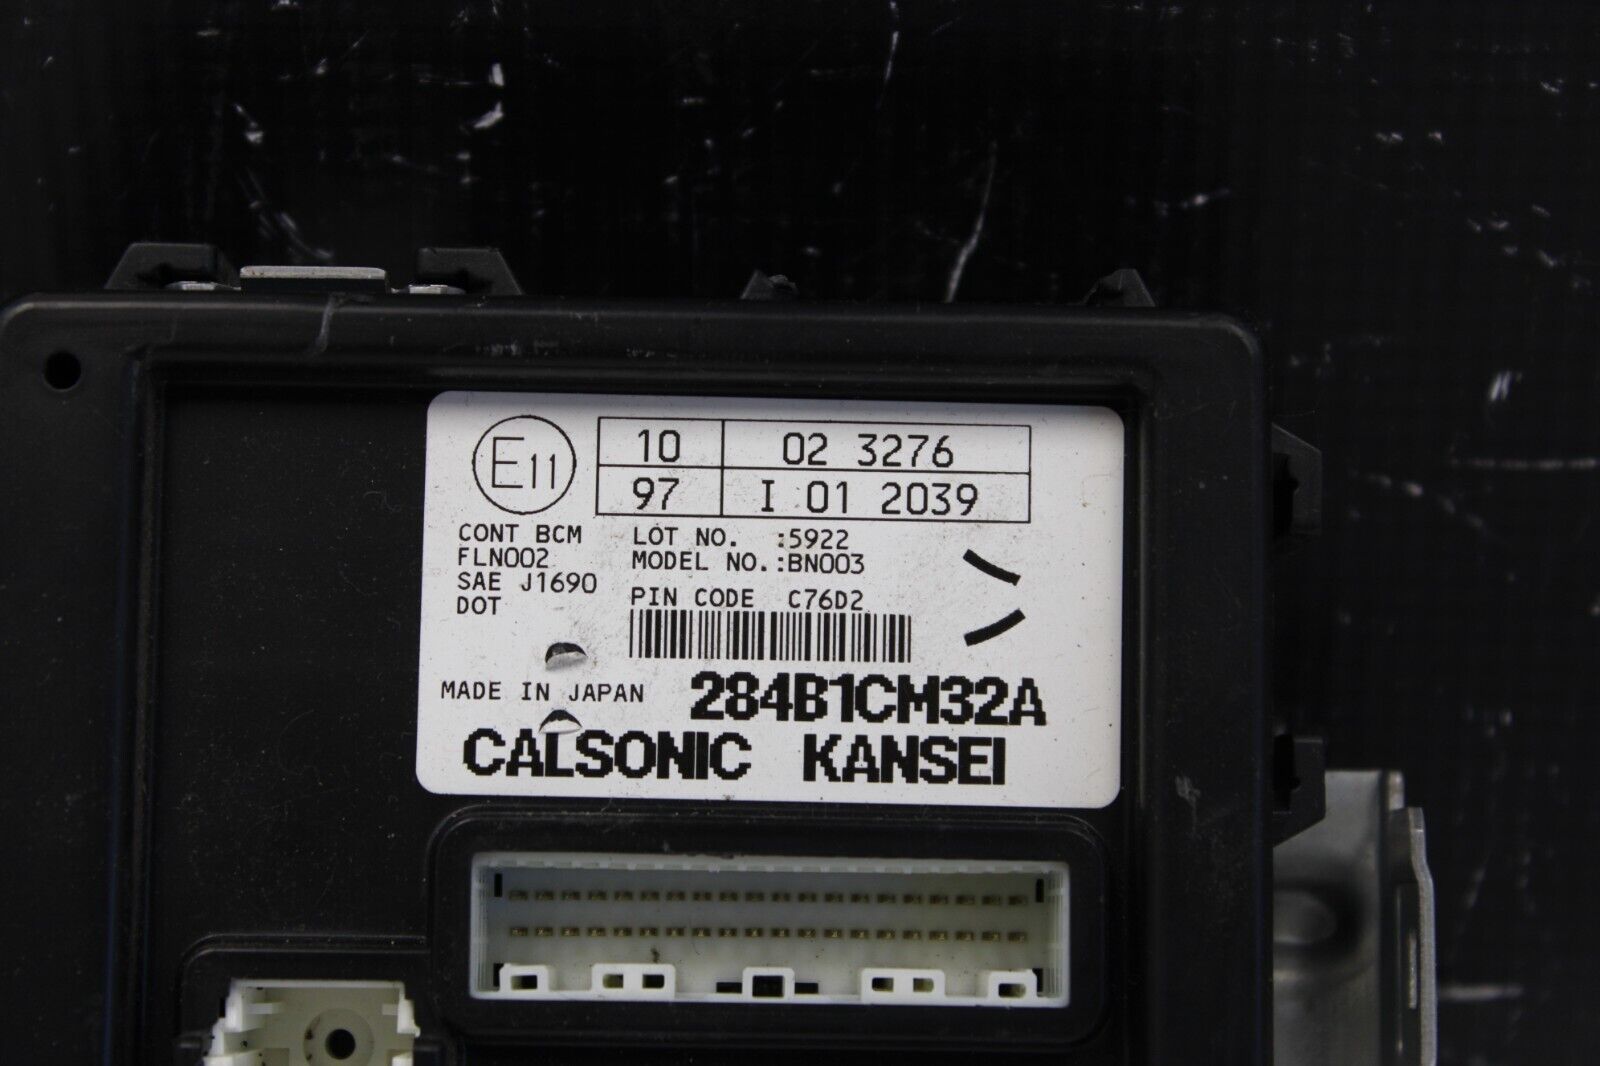 E11
10 02 3276
97 I 01 2039
CONT BCM
FLN002
SAE J1690
DOT
LOT NO. :5922
MODEL NO.:BN003
PIN CODE C76D2
MADE IN JAPAN 284B1CM32A
CALSONIC KANSEI